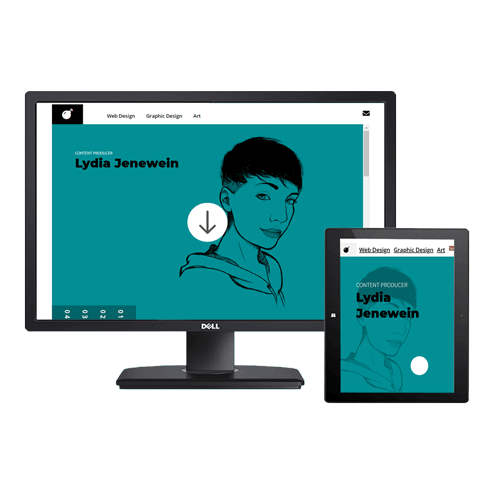 Web Design Graphic Design Art
CONTENT PRODUCER
Lydia Jenewein
04 03 02 01
DELL
Web Design Graphic Design Art
CONTENT PRODUCER
Lydia
Jenewein